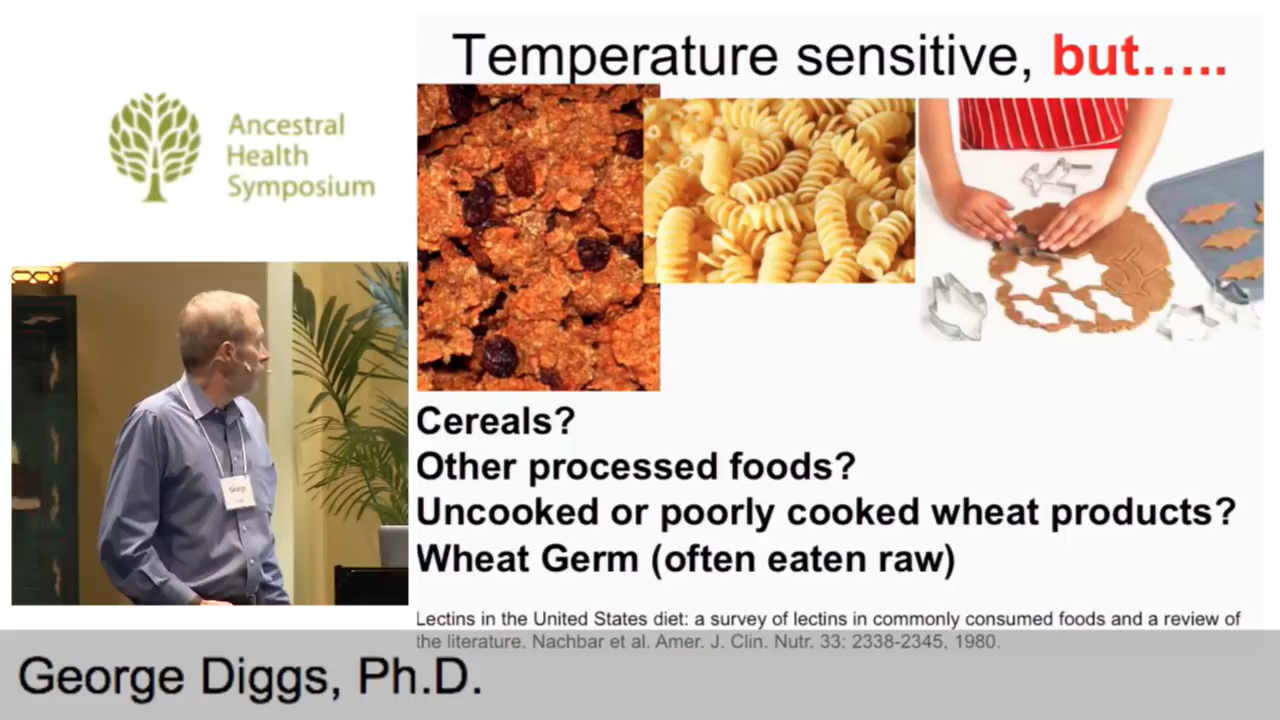 Temperature sensitive, but.....
Ancestral
Health
Symposium
Cereals?
Other processed foods?
Uncooked or poorly cooked wheat products?
Wheat Germ (often eaten raw)
Lectins in the United States diet: a survey of lectins in commonly consumed foods and a review of
the literature. Nachbar et al. Amer. J. Clin. Nutr. 33: 2338-2345, 1980.
George Diggs, Ph.D.